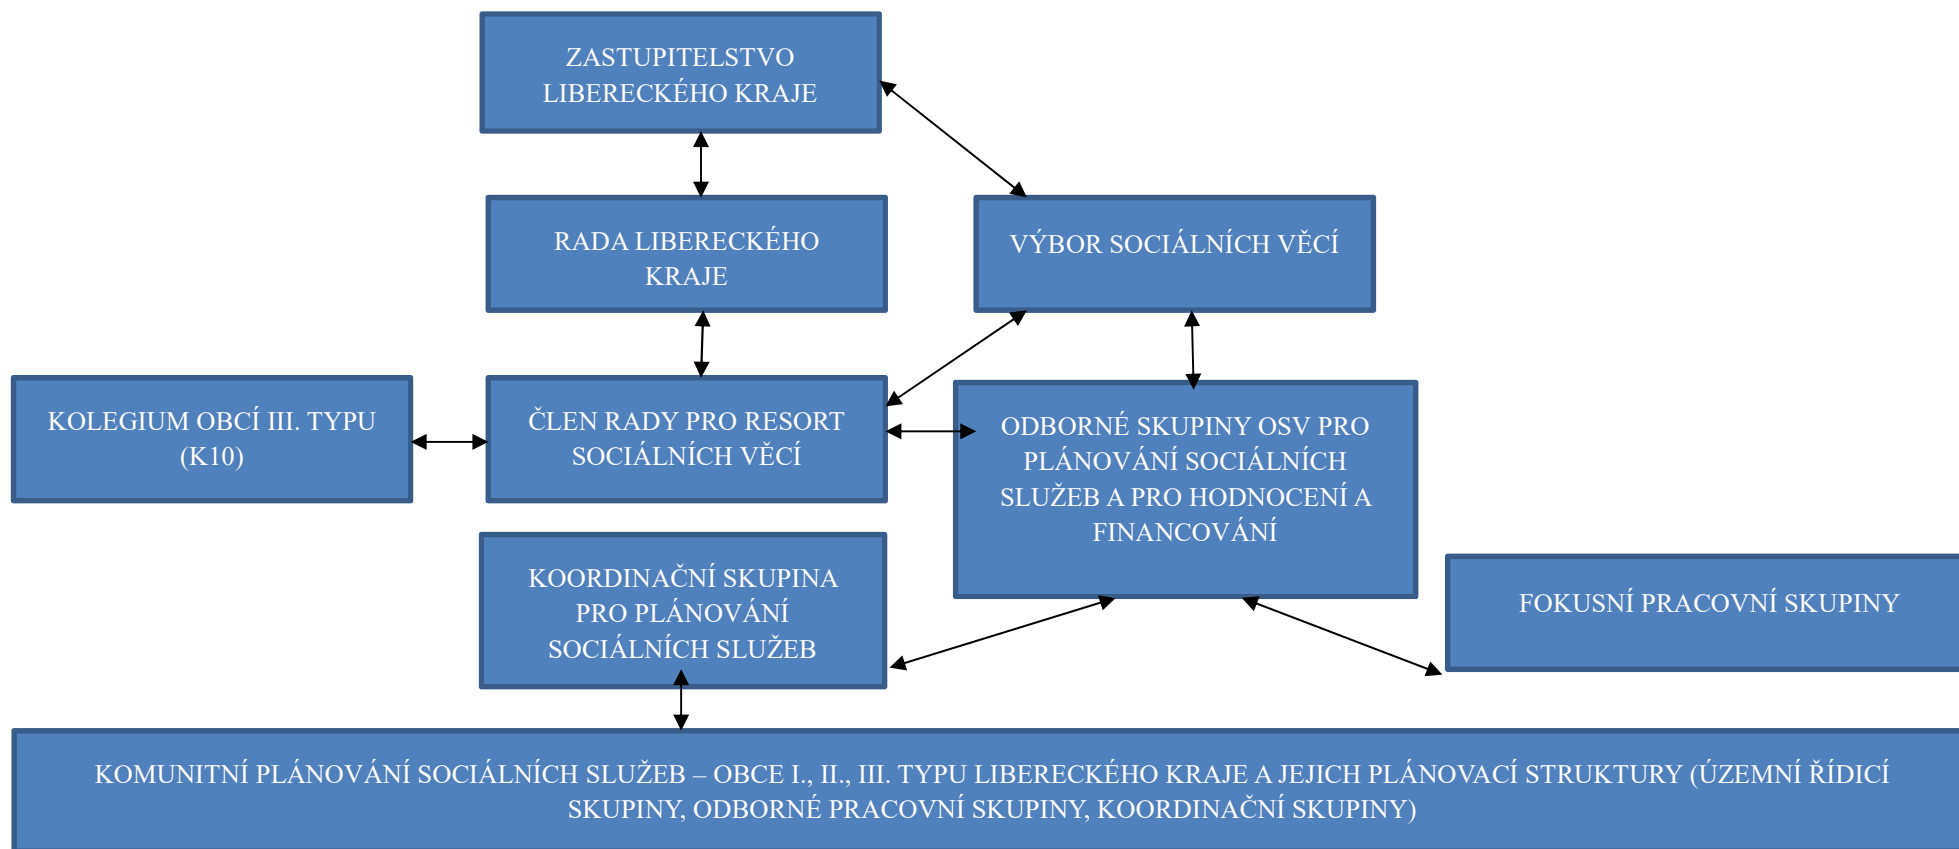 ZASTUPITELSTVO
LIBERECKÉHO KRAJE
RADA LIBERECKÉHO
KRAJE
VÝBOR SOCIÁLNÍCH VĚCÍ
KOLEGIUM OBCÍ III. TYPU
(K10)
ČLEN RADY PRO RESORT
SOCIÁLNÍCH VĚCÍ
ODBORNÉ SKUPINY OSV PRO
PLÁNOVÁNÍ SOCIÁLNÍCH
SLUŽEB A PRO HODNOCENÍ A
FINANCOVÁNÍ
KOORDINAČNÍ SKUPINA
PRO PLÁNOVÁNÍ
SOCIÁLNÍCH SLUŽEB
FOKUSNÍ PRACOVNÍ SKUPINY
KOMUNITNÍ PLÁNOVÁNÍ SOCIÁLNÍCH SLUŽEB – OBCE I., II., III. TYPU LIBERECKÉHO KRAJE A JEJICH PLÁNOVACÍ STRUKTURY (ÚZEMNÍ ŘÍDICÍ
SKUPINY, ODBORNÉ PRACOVNÍ SKUPINY, KOORDINAČNÍ SKUPINY)